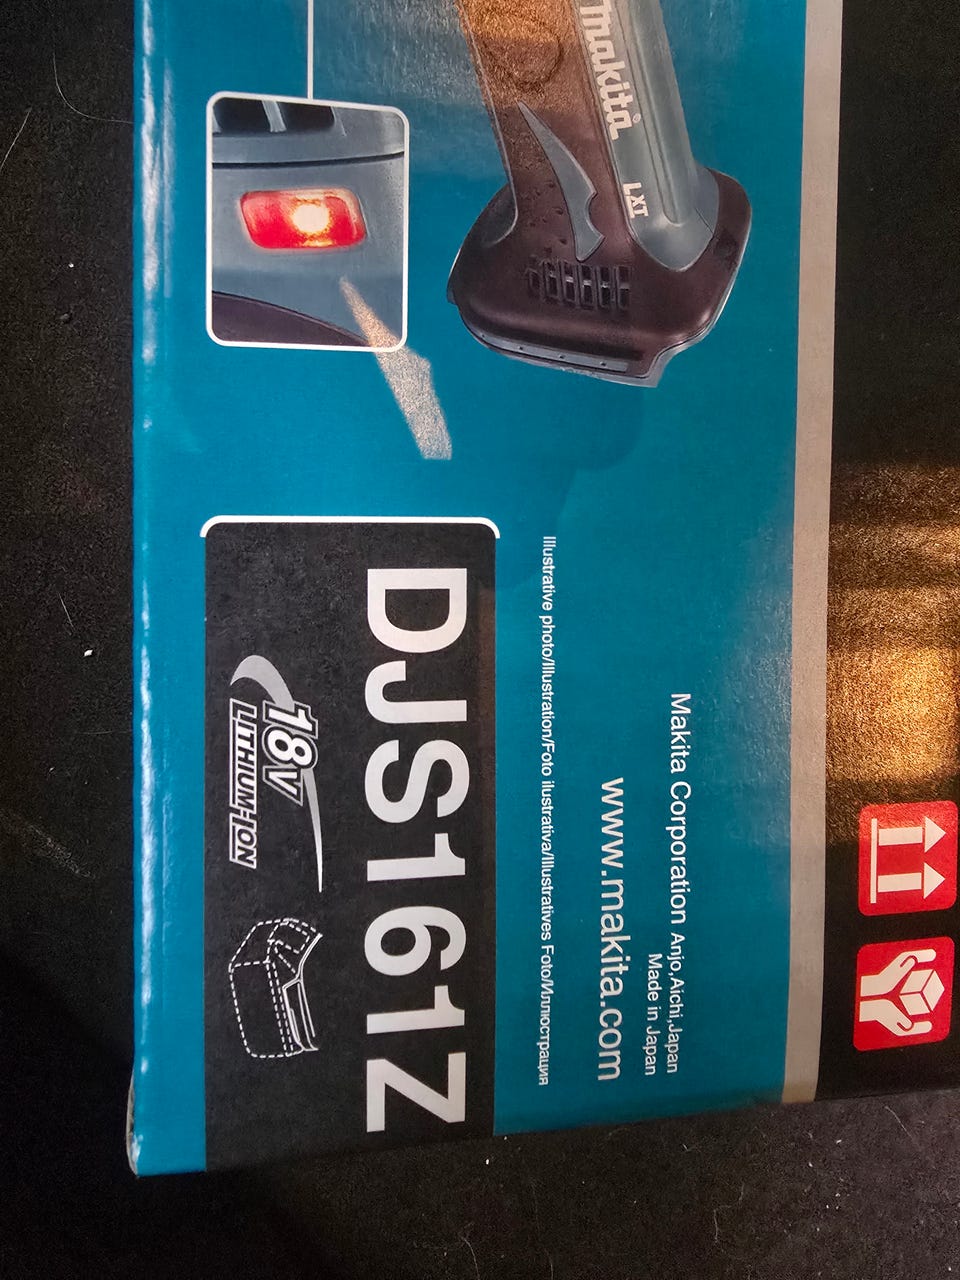 makita
LXT
DJS161Z
18V
LITHIUM-ION
Illustrative photo/Illustration/Foto ilustrativa/Illustratives Foto/Иллюстрация
Makita Corporation Anjo,Aichi,Japan
Made in Japan
www.makita.com